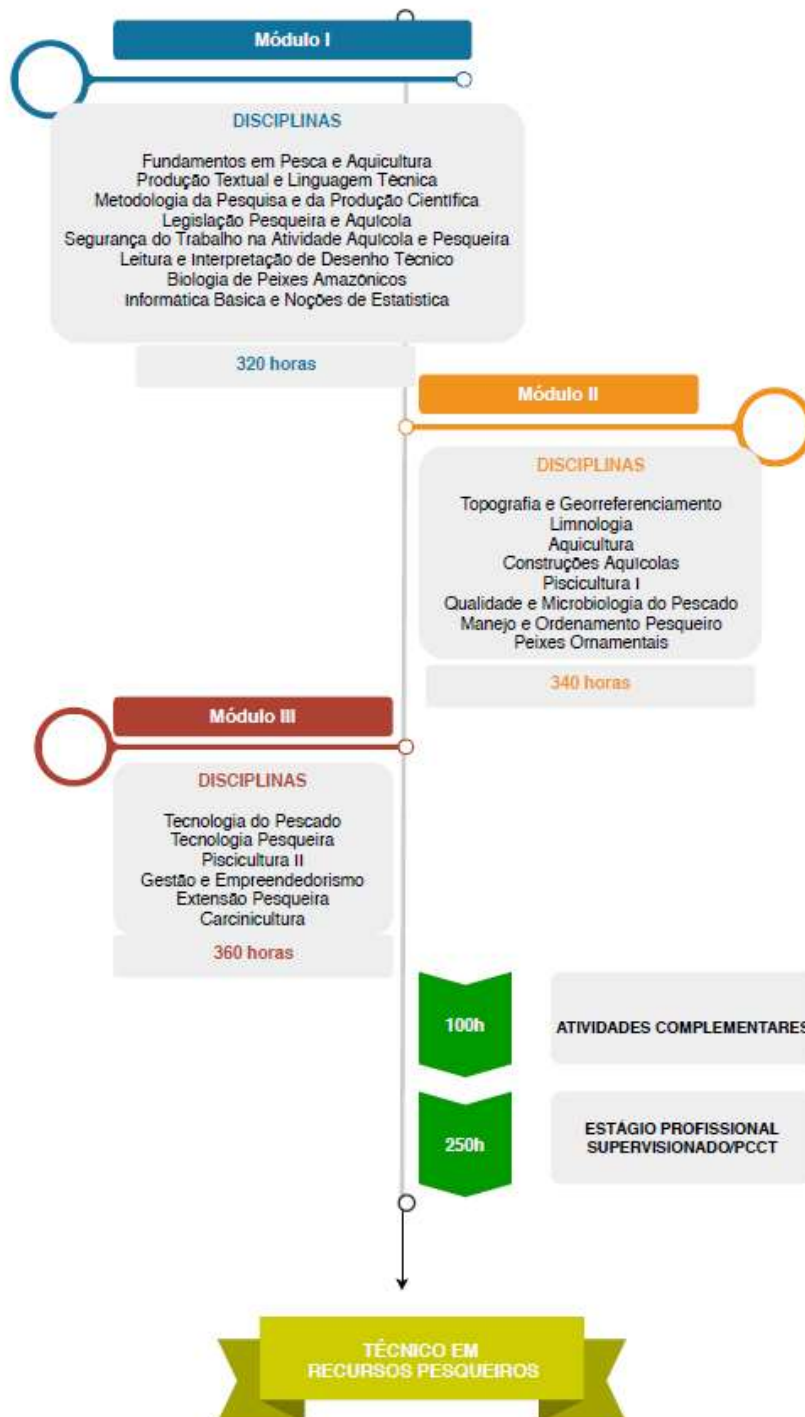 Módulo I
DISCIPLINAS
Fundamentos em Pesca e Aquicultura
Produção Textual e Linguagem Técnica
Metodologia da Pesquisa e da Produção Científica
Legislação Pesqueira e Aquícola
Segurança do Trabalho na Atividade Aquícola e Pesqueira
Leitura e Interpretação de Desenho Técnico
Biologia de Peixes Amazônicos
Informática Básica e Noções de Estatística
320 horas
Módulo II
DISCIPLINAS
Topografia e Georreferenciamento
Limnologia
Aquicultura
Construções Aquícolas
Piscicultura I
Qualidade e Microbiologia do Pescado
Manejo e Ordenamento Pesqueiro
Peixes Ornamentais
340 horas
Módulo III
DISCIPLINAS
Tecnologia do Pescado
Tecnologia Pesqueira
Piscicultura II
Gestão e Empreendedorismo
Extensão Pesqueira
Carcinicultura
360 horas
100h
ATIVIDADES COMPLEMENTARES
250h
ESTÁGIO PROFISSIONAL
SUPERVISIONADO/PCCT
TÉCNICO EM
RECURSOS PESQUEIROS